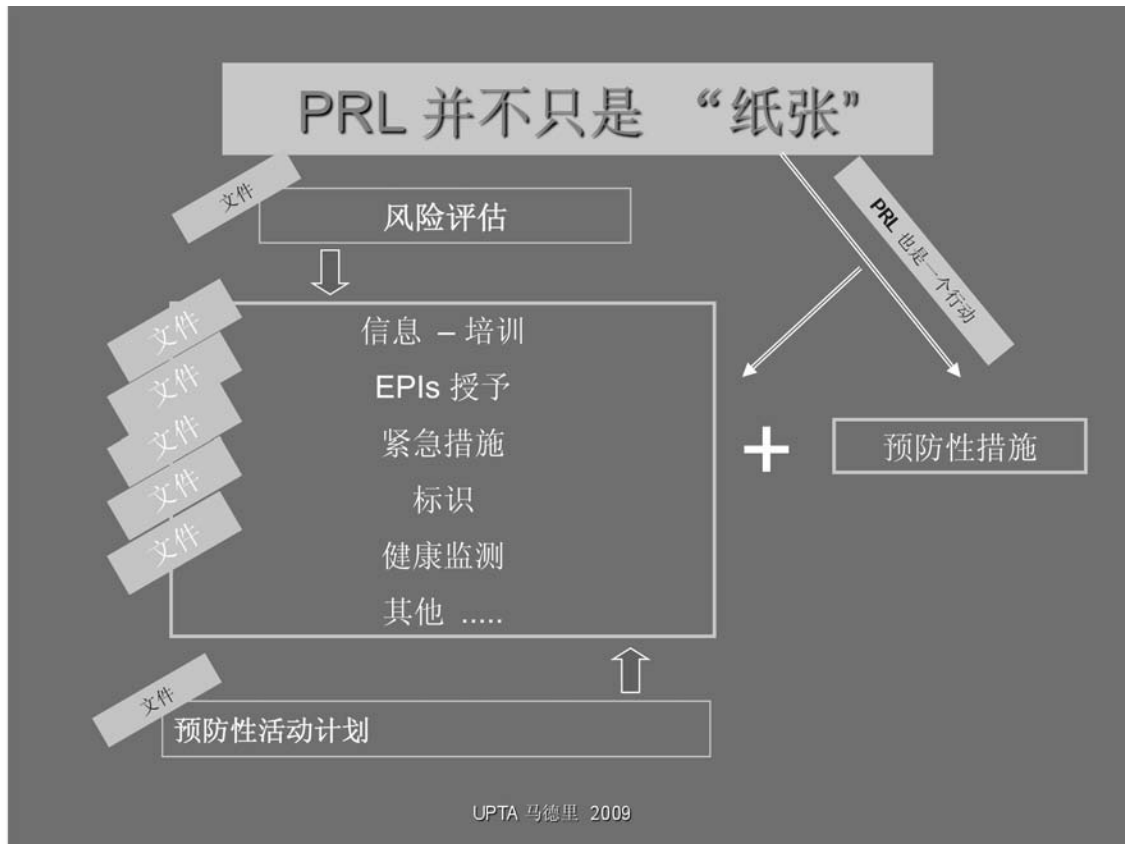 PRL 并不只是 “纸张”
文件
风险评估
PRL 也是一个行动
文件
信息 – 培训
文件
EPIs 授予
文件
紧急措施
文件
标识
文件
健康监测
其他 .....
预防性措施
文件
预防性活动计划
UPTA 马德里 2009